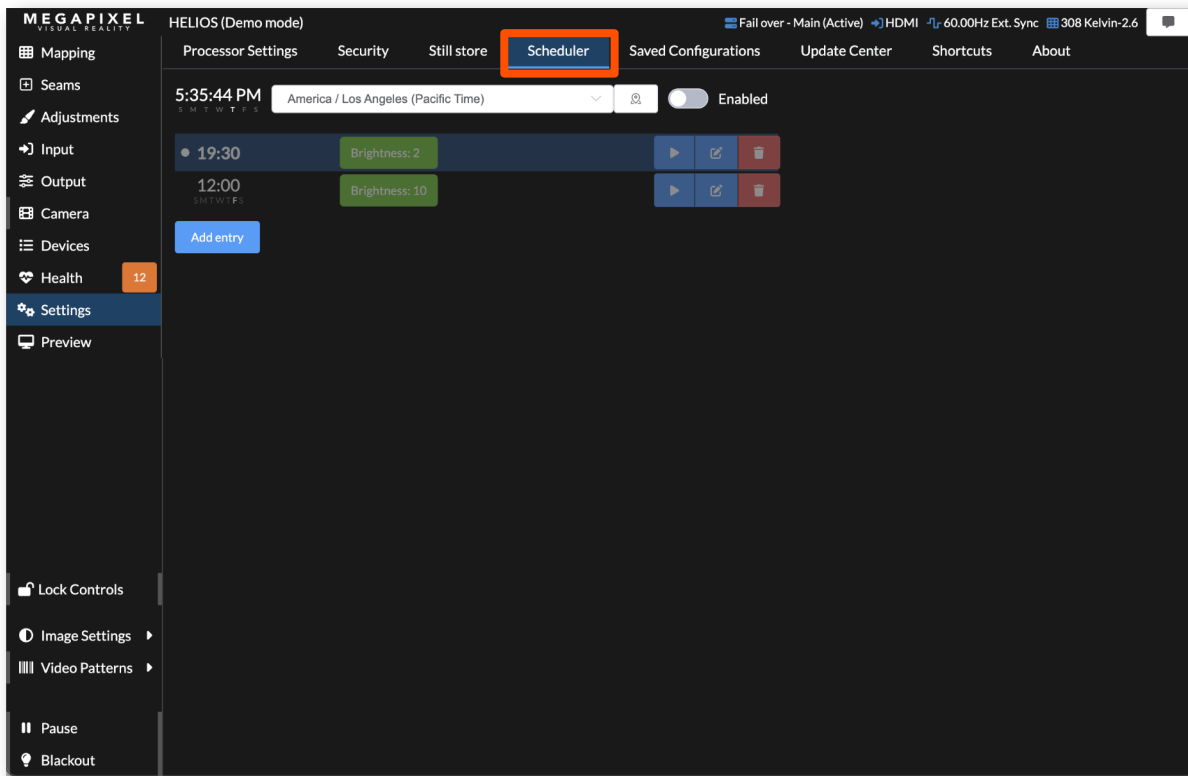 MEGAPIXEL
VISUAL REALITY
HELIOS (Demo mode)
Fail over - Main (Active) HDMI 60.00Hz Ext. Sync 308 Kelvin-2.6
Mapping
Seams
Adjustments
Input
Output
Camera
Devices
Health 12
Settings
Preview
Lock Controls
Image Settings
Video Patterns
Pause
Blackout
Processor Settings Security Still store Scheduler Saved Configurations Update Center Shortcuts About
5:35:44 PM America / Los Angeles (Pacific Time) Enabled
S M T W T F S
19:30 Brightness: 2
12:00 Brightness: 10
S M T W T F S
Add entry